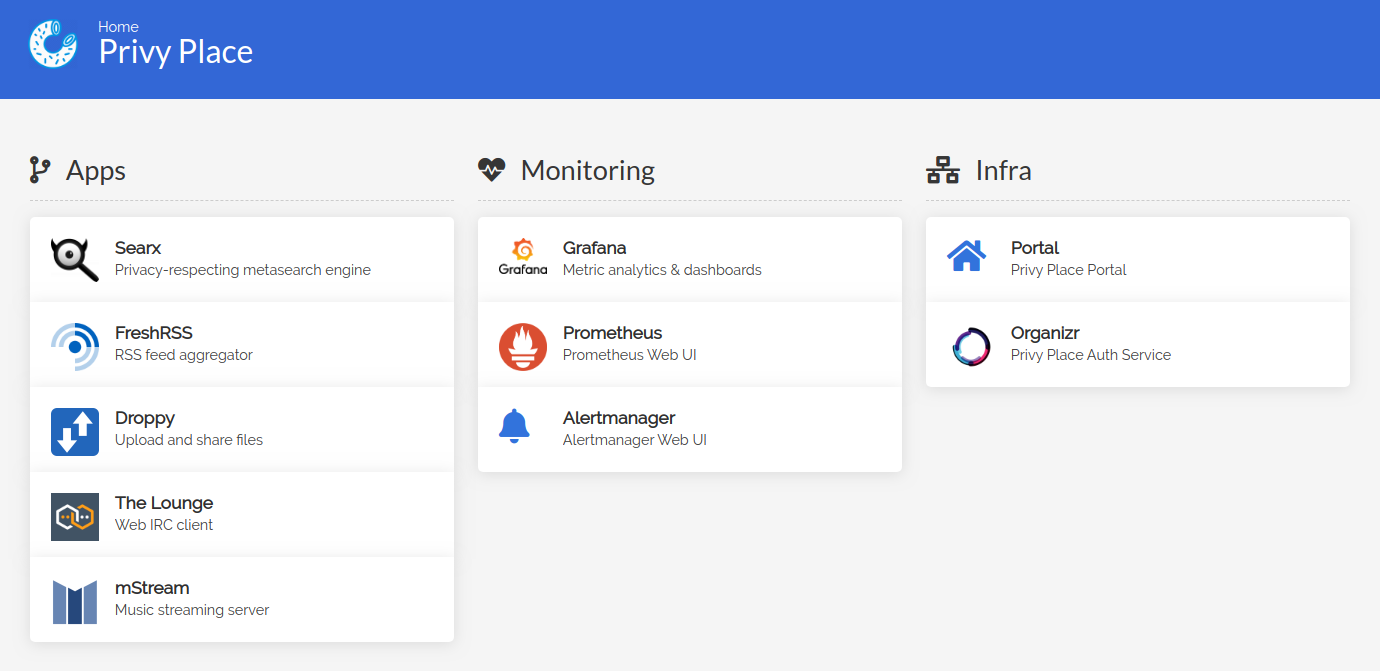 Home
Privy Place
Apps
Searx
Privacy-respecting metasearch engine
FreshRSS
RSS feed aggregator
Droppy
Upload and share files
The Lounge
Web IRC client
mStream
Music streaming server
Monitoring
Grafana
Grafana
Metric analytics & dashboards
Prometheus
Prometheus Web UI
Alertmanager
Alertmanager Web UI
Infra
Portal
Privy Place Portal
Organizr
Privy Place Auth Service